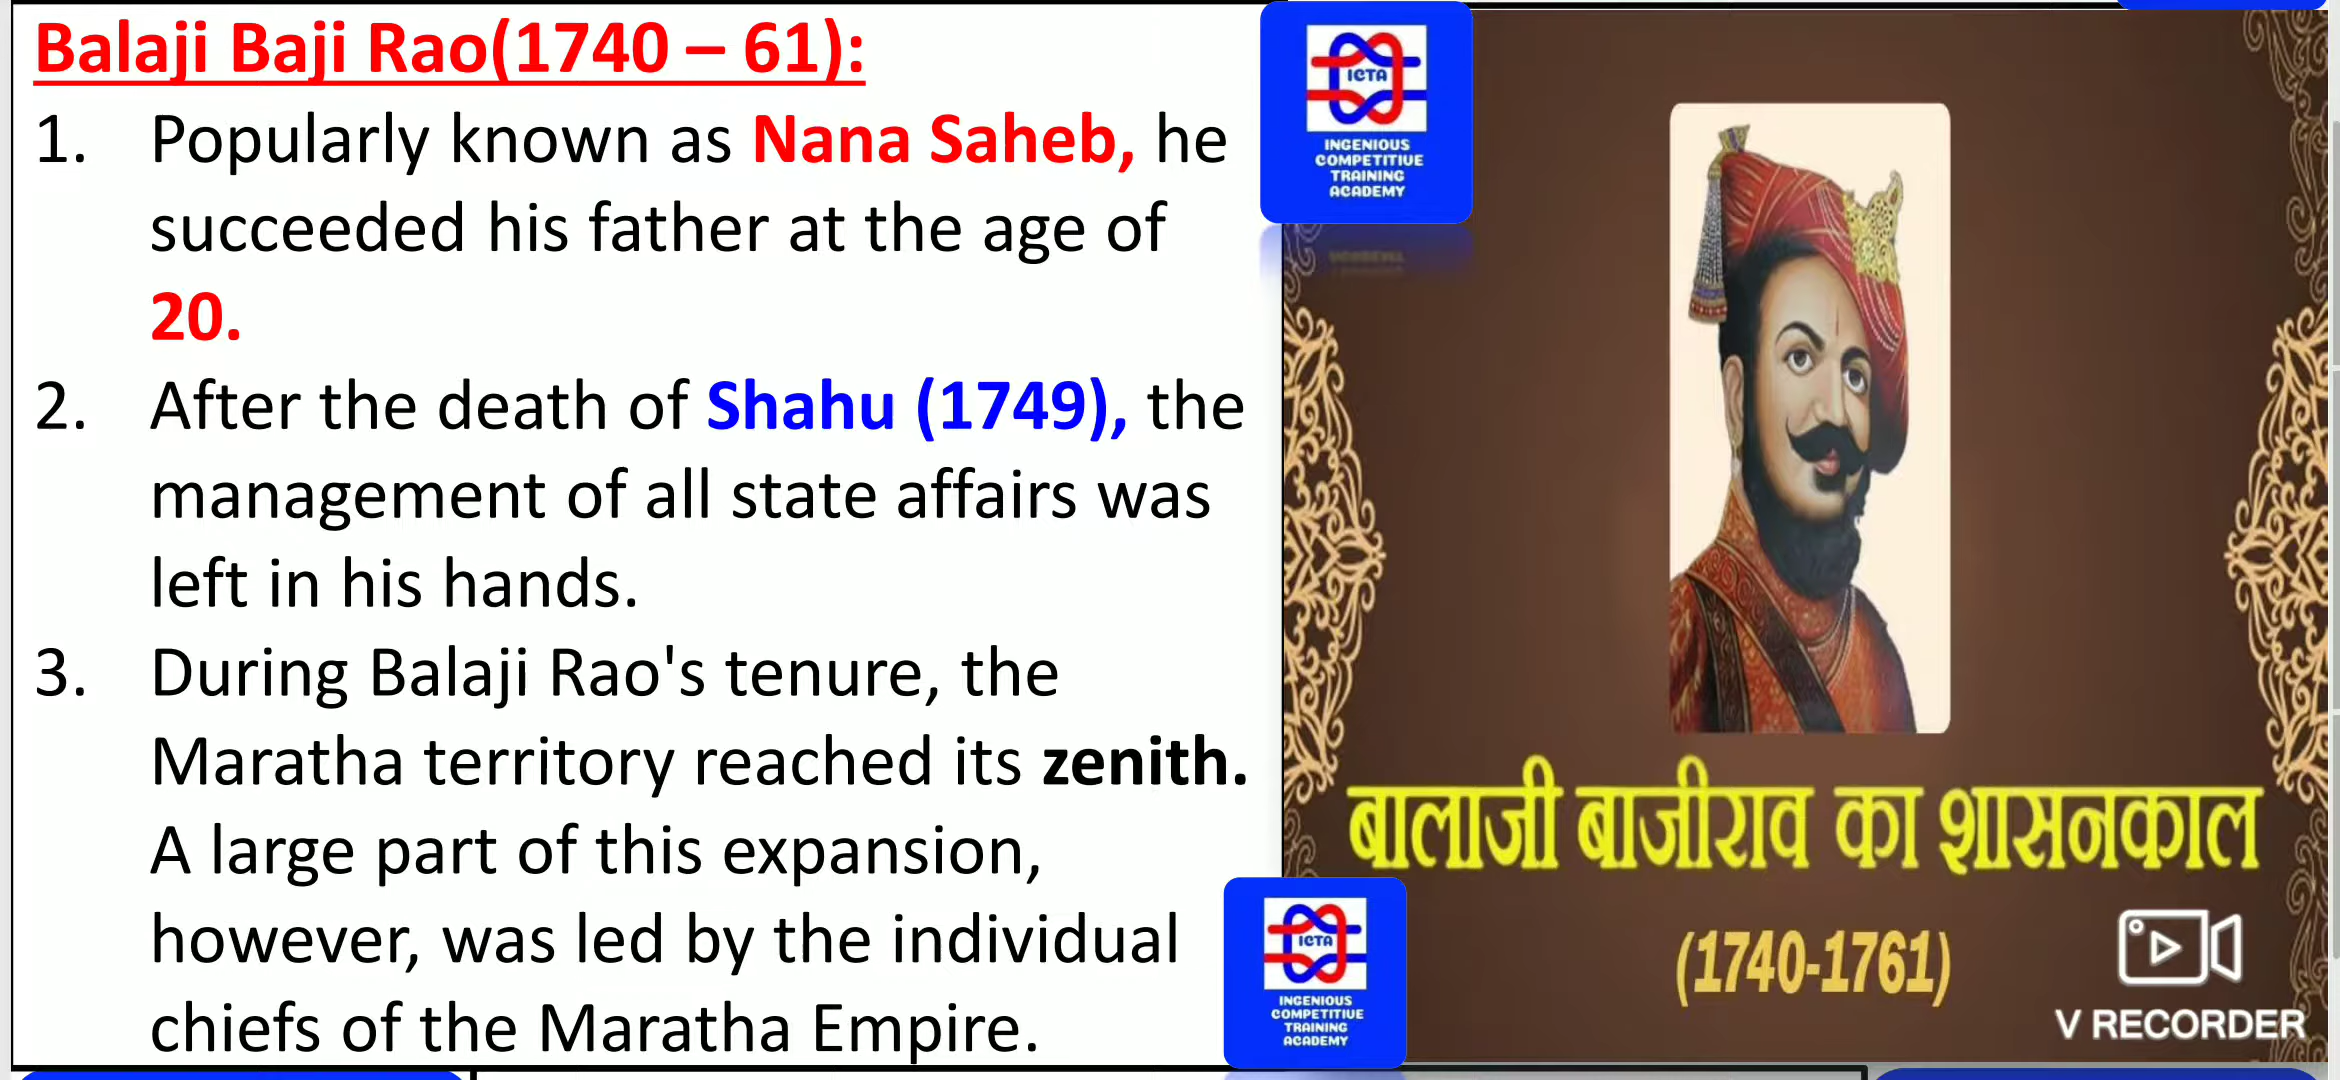 Balaji Baji Rao(1740 – 61):
1. Popularly known as Nana Saheb, he
succeeded his father at the age of
20.
2. After the death of Shahu (1749), the
management of all state affairs was
left in his hands.
3. During Balaji Rao's tenure, the
Maratha territory reached its zenith.
A large part of this expansion,
however, was led by the individual
chiefs of the Maratha Empire.
ICTA
INGENIOUS
COMPETITIVE
TRAINING
ACADEMY
बालाजी बाजीराव का शासनकाल
(1740-1761)
ICTA
INGENIOUS
COMPETITIVE
TRAINING
ACADEMY
V RECORDER